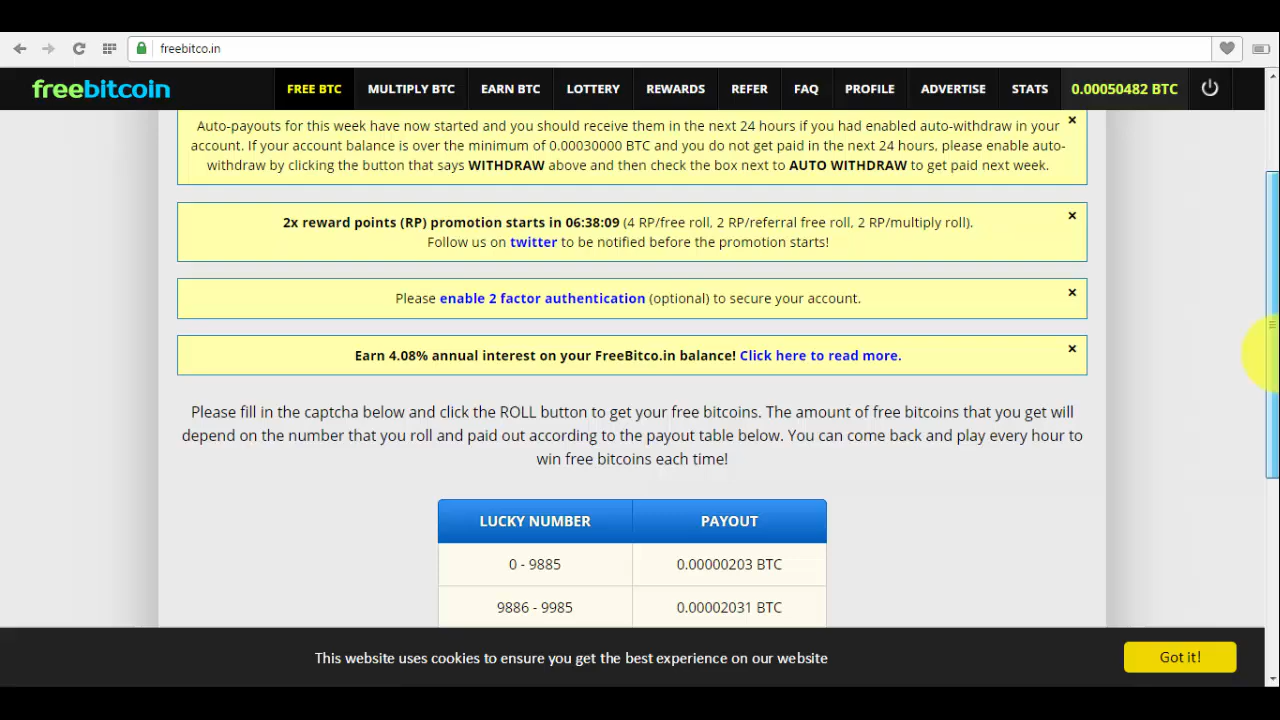 freebitco.in
freebitcoin FREE BTC MULTIPLY BTC EARN BTC LOTTERY REWARDS REFER FAQ PROFILE ADVERTISE STATS 0.00050482 BTC
Auto-payouts for this week have now started and you should receive them in the next 24 hours if you had enabled auto-withdraw in your
account. If your account balance is over the minimum of 0.00030000 BTC and you do not get paid in the next 24 hours, please enable auto-
withdraw by clicking the button that says WITHDRAW above and then check the box next to AUTO WITHDRAW to get paid next week.
2x reward points (RP) promotion starts in 06:38:09 (4 RP/free roll, 2 RP/referral free roll, 2 RP/multiply roll).
Follow us on twitter to be notified before the promotion starts!
Please enable 2 factor authentication (optional) to secure your account.
Earn 4.08% annual interest on your FreeBitco.in balance! Click here to read more.
Please fill in the captcha below and click the ROLL button to get your free bitcoins. The amount of free bitcoins that you get will
depend on the number that you roll and paid out according to the payout table below. You can come back and play every hour to
win free bitcoins each time!
LUCKY NUMBER PAYOUT
0 - 9885 0.00000203 BTC
9886 - 9985 0.00002031 BTC
This website uses cookies to ensure you get the best experience on our website Got it!